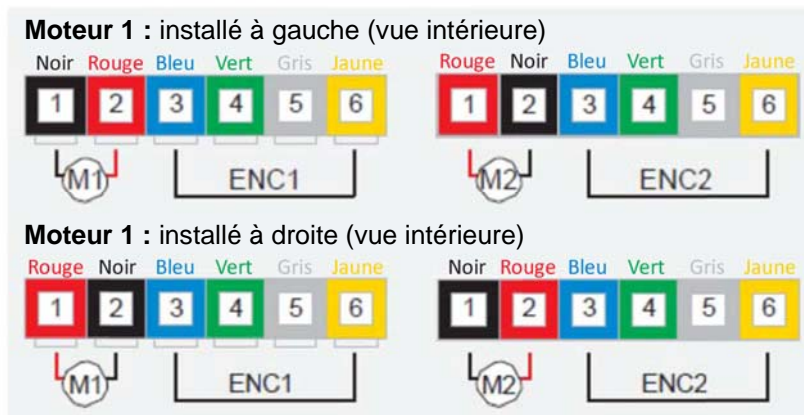 Moteur 1 : installé à gauche (vue intérieure)
Noir Rouge Bleu Vert Gris Jaune Rouge Noir Bleu Vert Gris Jaune
1 2 3 4 5 6 1 2 3 4 5 6
M1 ENC1 M2 ENC2
Moteur 1 : installé à droite (vue intérieure)
Rouge Noir Bleu Vert Gris Jaune Noir Rouge Bleu Vert Gris Jaune
1 2 3 4 5 6 1 2 3 4 5 6
M1 ENC1 M2 ENC2